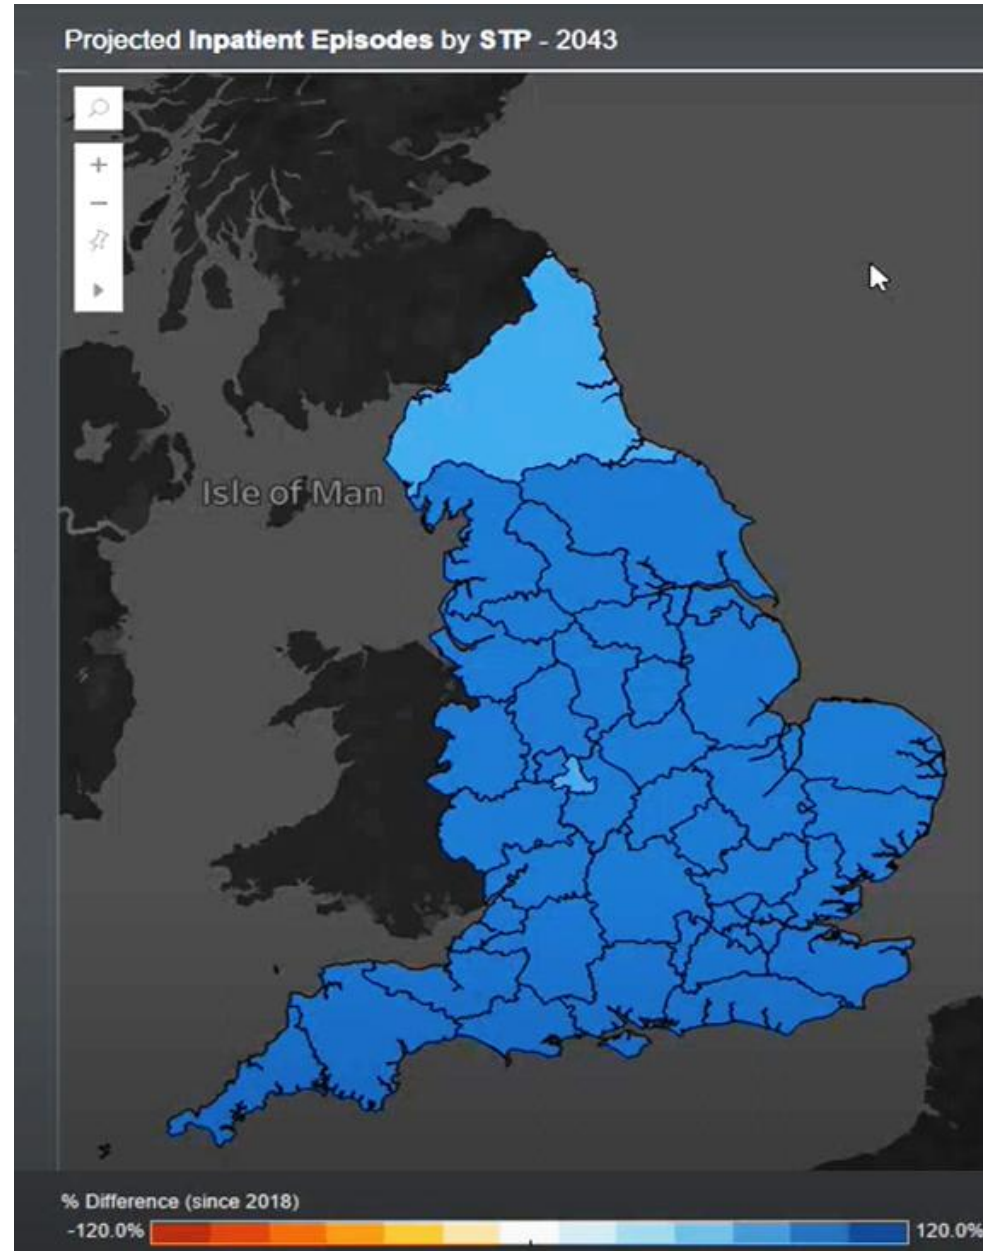 Projected Inpatient Episodes by STP - 2043
Isle of Man
% Difference (since 2018)
-120.0% 120.0%